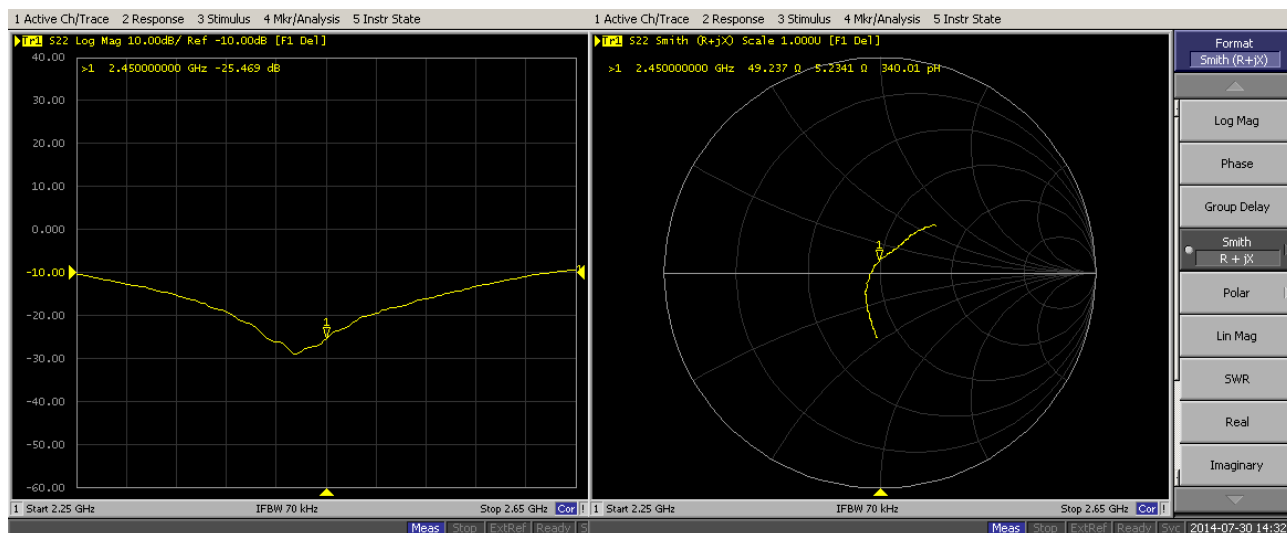 1 Active Ch/Trace 2 Response 3 Stimulus 4 Mkr/Analysis 5 Instr State
▶Tr1 S22 Log Mag 10.00dB/ Ref -10.00dB [F1 Del]
>1 2.450000000 GHz -25.469 dB
40.00
30.00
20.00
10.00
0.000
-10.00
-20.00
-30.00
-40.00
-50.00
-60.00
1
1 Start 2.25 GHz IFBW 70 kHz Stop 2.65 GHz Cor !
Meas Stop ExtRef Ready S
1 Active Ch/Trace 2 Response 3 Stimulus 4 Mkr/Analysis 5 Instr State
▶Tr1 S22 Smith (R+jX) Scale 1.000U [F1 Del]
>1 2.450000000 GHz 49.237 Ω 5.2341 Ω 340.01 pH
1
1 Start 2.25 GHz IFBW 70 kHz Stop 2.65 GHz Cor !
Meas Stop ExtRef Ready Svc 2014-07-30 14:32
Format
Smith (R+jX)
Log Mag
Phase
Group Delay
Smith
R + jX
Polar
Lin Mag
SWR
Real
Imaginary